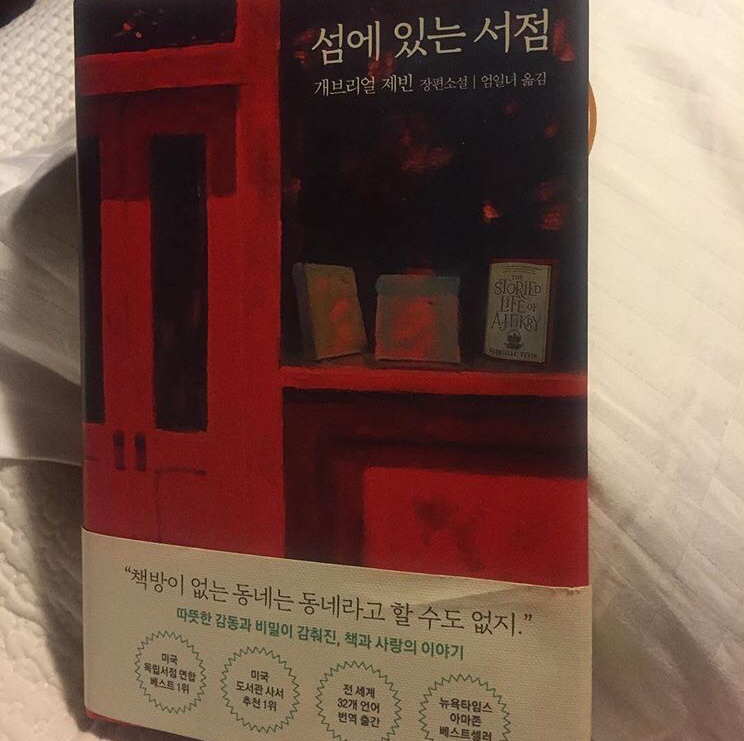 섬에 있는 서점
개브리얼 제빈 장편소설 | 엄일녀 옮김
THE
STORIED
LIFE OF
A.J.FIKRY
GABRIELLE ZEVIN
“책방이 없는 동네는 동네라고 할 수도 없지.”
따뜻한 감동과 비밀이 감춰진, 책과 사랑의 이야기
미국
독립서점 연합
베스트 1위
미국
도서관 사서
추천 1위
전 세계
32개 언어
번역 출간
뉴욕타임스
아마존
베스트셀러